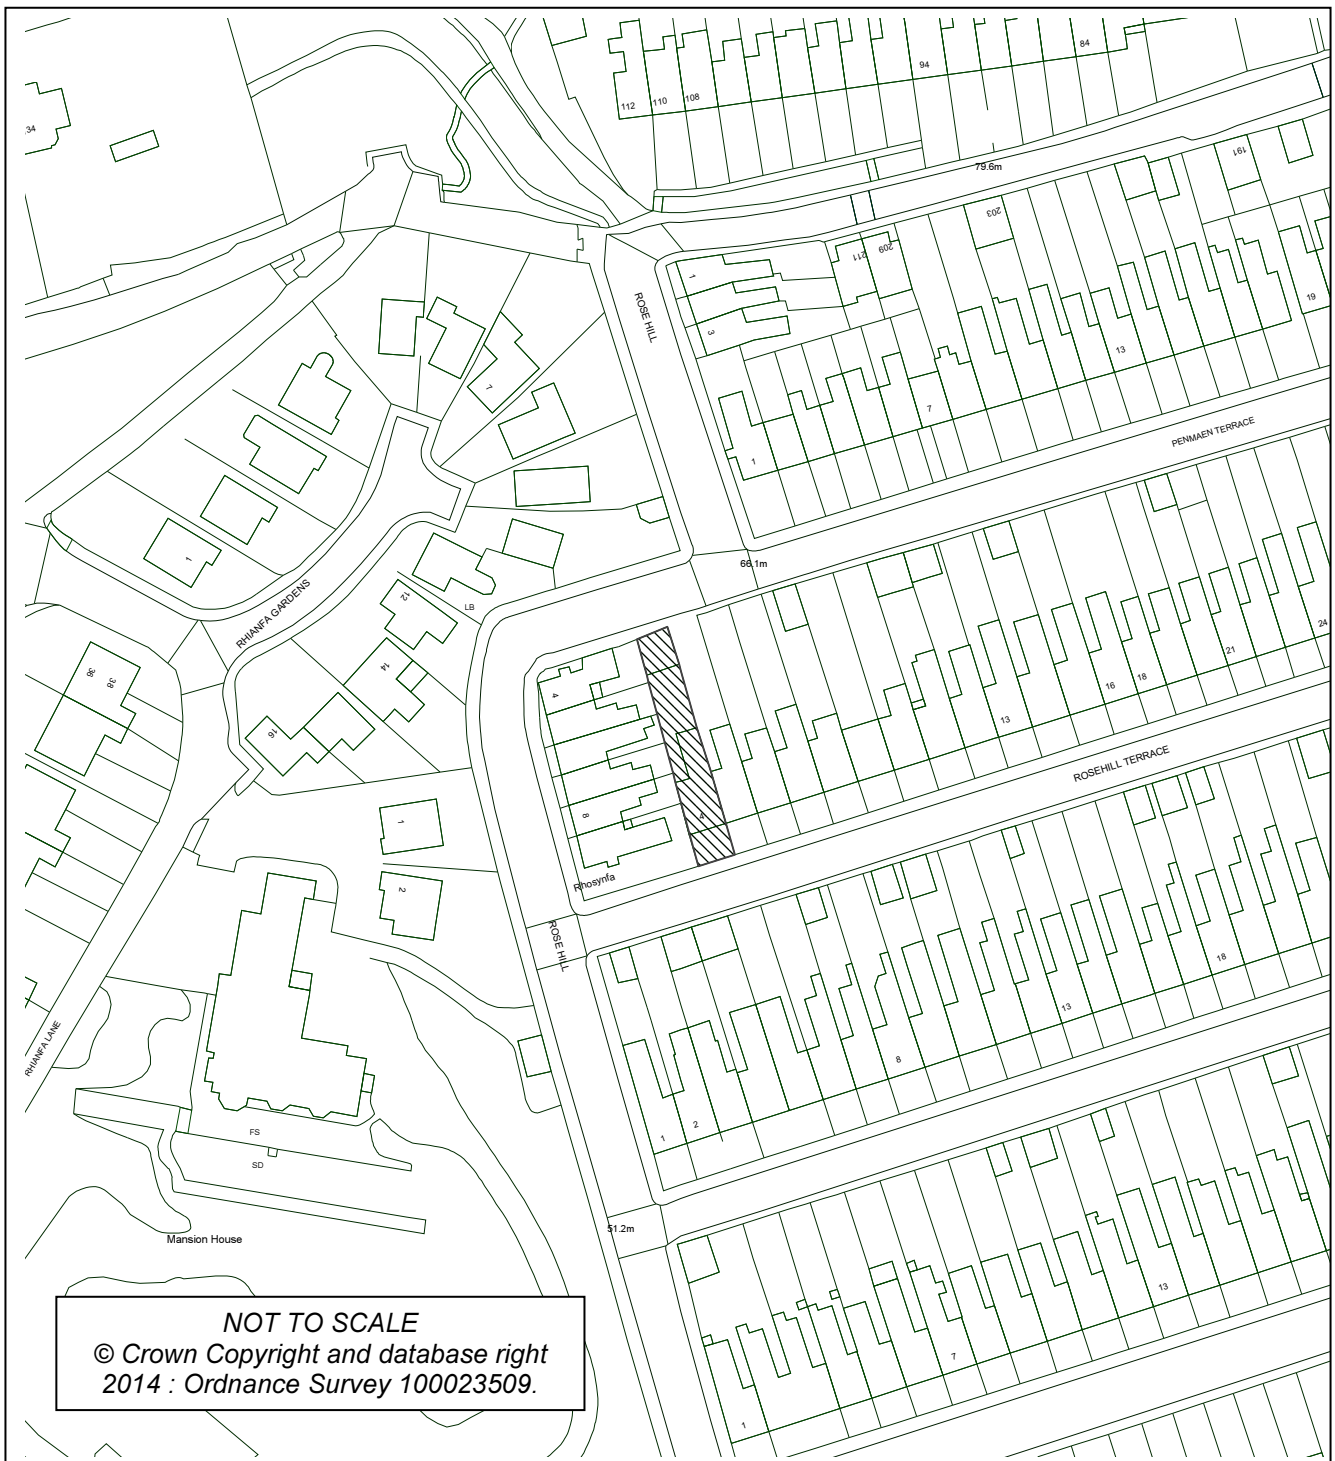 84
94
112
110
108
34
79.6m
191
203
209
211
1
3
ROSE HILL
19
13
7
1
7
PENMAEN TERRACE
66.1m
1
RHIANFA GARDENS
12
LB
14
16
36
38
4
8
4
Rhosynfa
24
21
18
16
13
ROSEHILL TERRACE
1
2
ROSE HILL
18
13
8
2
1
RHIANFA LANE
FS
SD
Mansion House
51.2m
13
7
1
NOT TO SCALE
© Crown Copyright and database right
2014 : Ordnance Survey 100023509.